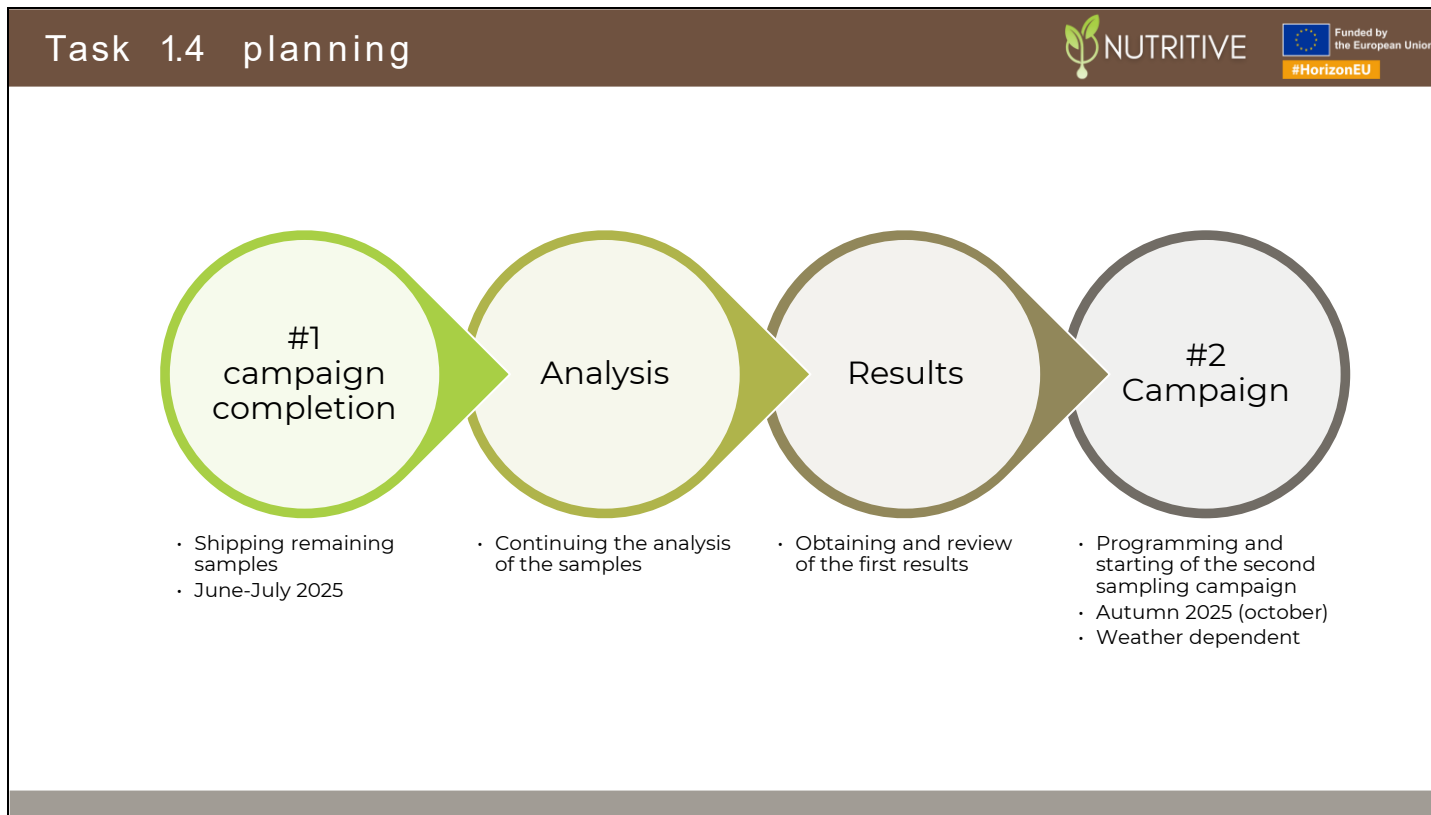 Task 1.4 planning
NUTRITIVE
Funded by
the European Union
#HorizonEU
#1
campaign
completion
Analysis
Results
#2
Campaign
• Shipping remaining
samples
• June-July 2025
• Continuing the analysis
of the samples
• Obtaining and review
of the first results
• Programming and
starting of the second
sampling campaign
• Autumn 2025 (october)
• Weather dependent